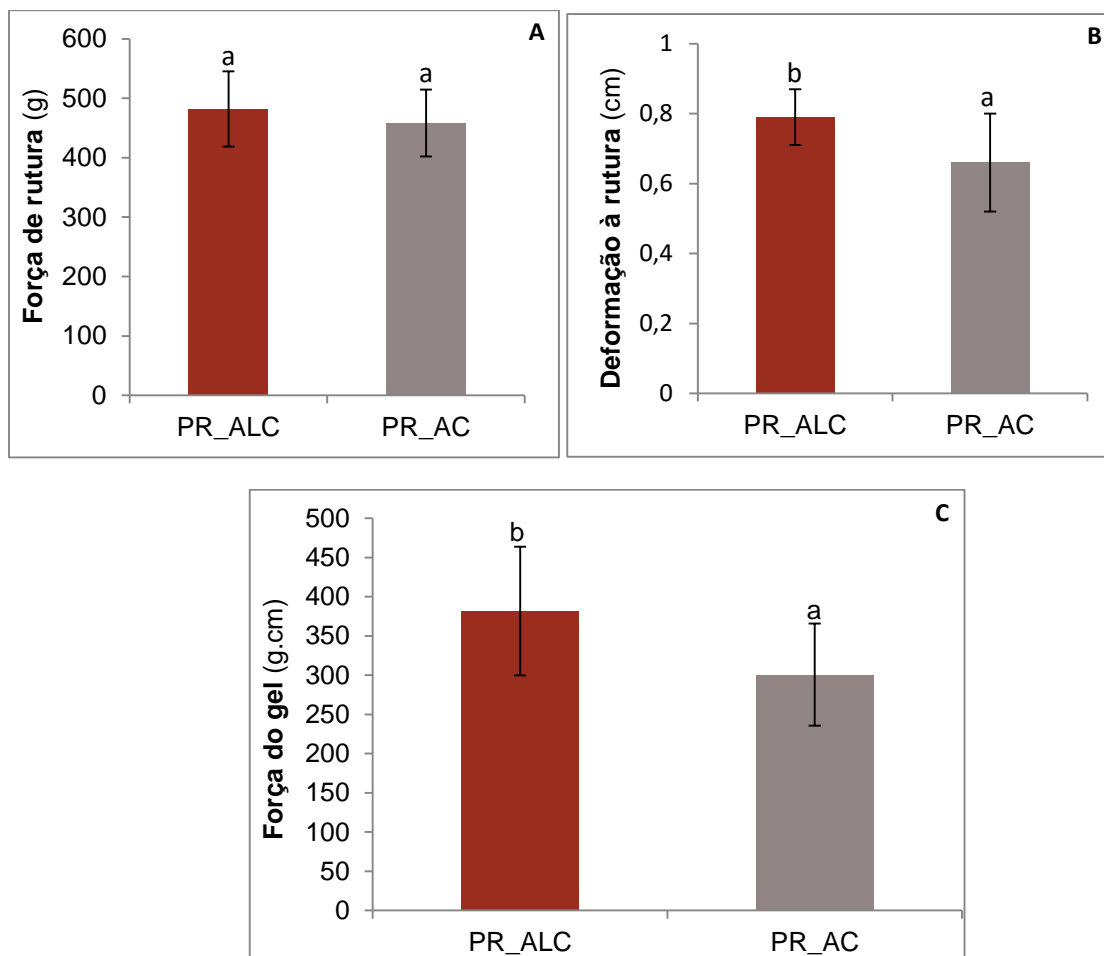 A
Força de rutura (g)
600
500
400
300
200
100
0
a
a
PR_ALC
PR_AC
B
Deformação à rutura (cm)
1
0,8
0,6
0,4
0,2
0
b
a
PR_ALC
PR_AC
C
Força do gel (g.cm)
500
450
400
350
300
250
200
150
100
50
0
b
a
PR_ALC
PR_AC